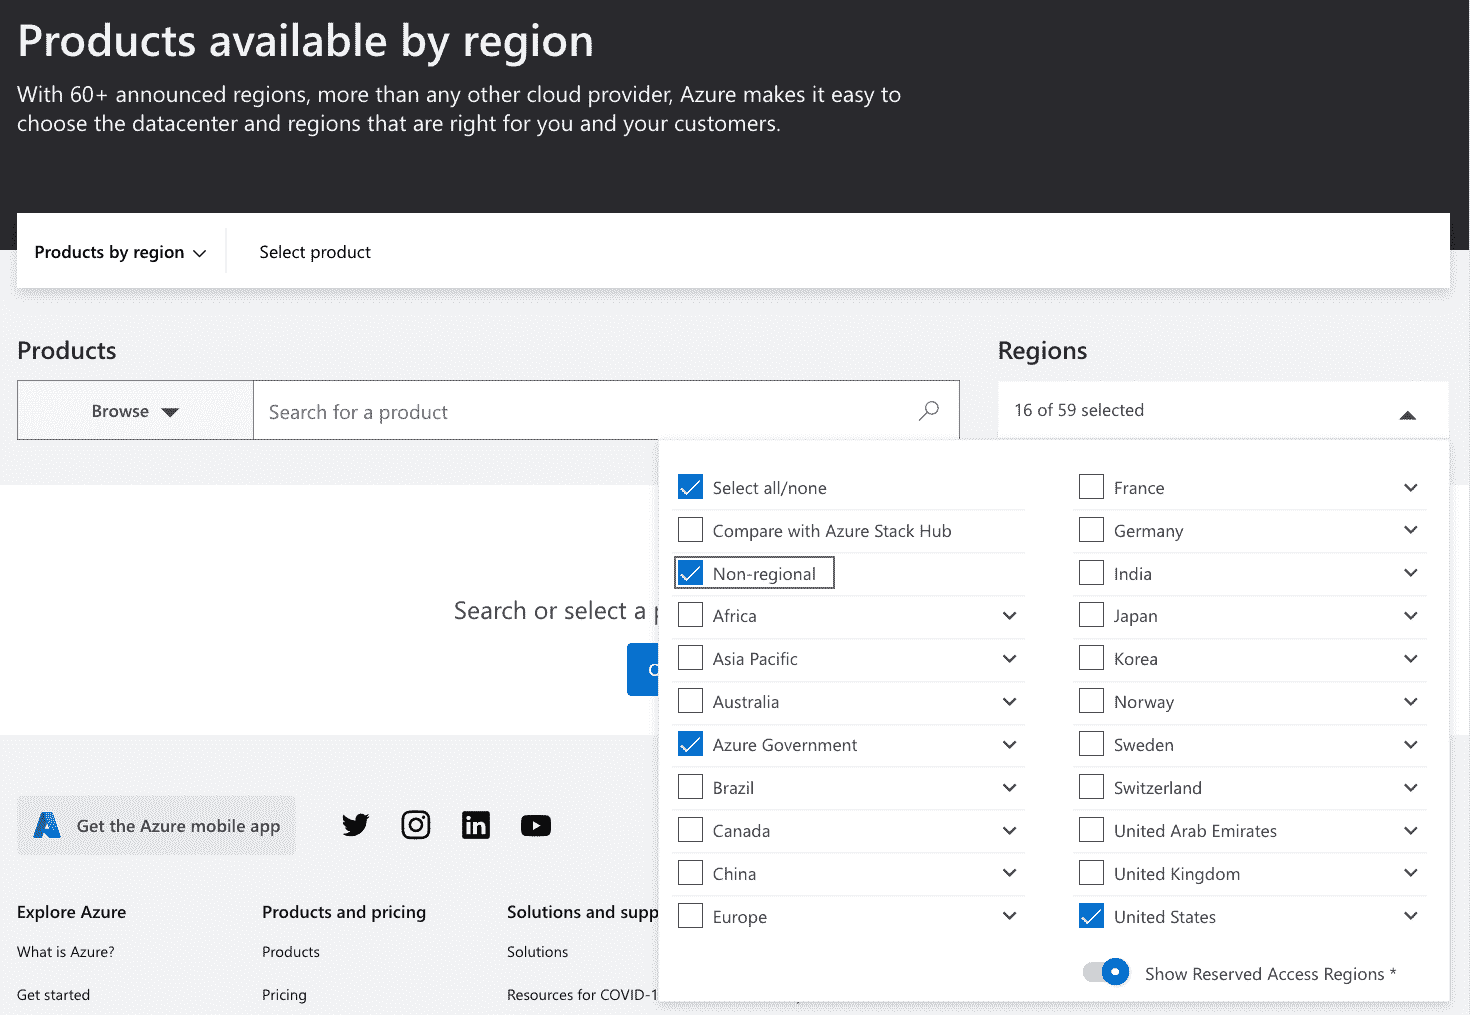 Products available by region
With 60+ announced regions, more than any other cloud provider, Azure makes it easy to
choose the datacenter and regions that are right for you and your customers.
Products by region
Select product
Products
Regions
Browse
Search for a product
16 of 59 selected
Select all/none
Compare with Azure Stack Hub
Non-regional
Africa
Asia Pacific
Australia
Azure Government
Brazil
Canada
China
Europe
France
Germany
India
Japan
Korea
Norway
Sweden
Switzerland
United Arab Emirates
United Kingdom
United States
Show Reserved Access Regions *
Search or select a
Get the Azure mobile app
in
Explore Azure
Products and pricing
Solutions and supp
What is Azure?
Products
Solutions
Get started
Pricing
Resources for COVID-1